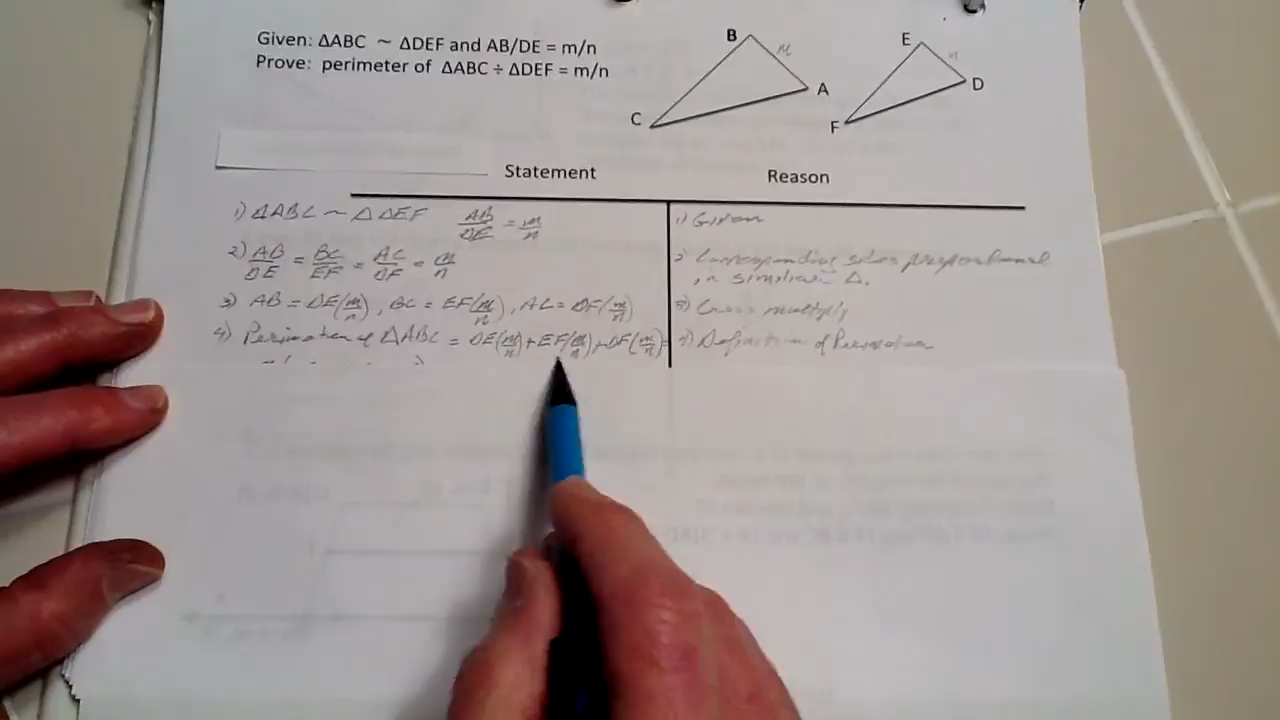 Given: ΔABC ~ ΔDEF and AB/DE = m/n
Prove: perimeter of ΔABC ÷ ΔDEF = m/n
B
m
A
C
E
n
D
F
Statement
Reason
1) ΔABC ~ ΔDEF AB/DE = m/n
1) Given
2) AB/DE = BC/EF = AC/DF = m/n
2) Corresponding sides proportional
in similar Δ.
3) AB = DE(m/n), BC = EF(m/n), AC = DF(m/n)
3) Cross multiply
4) Perimeter of ΔABC = DE(m/n) + EF(m/n) + DF(m/n) =
4) Definition of Perimeter